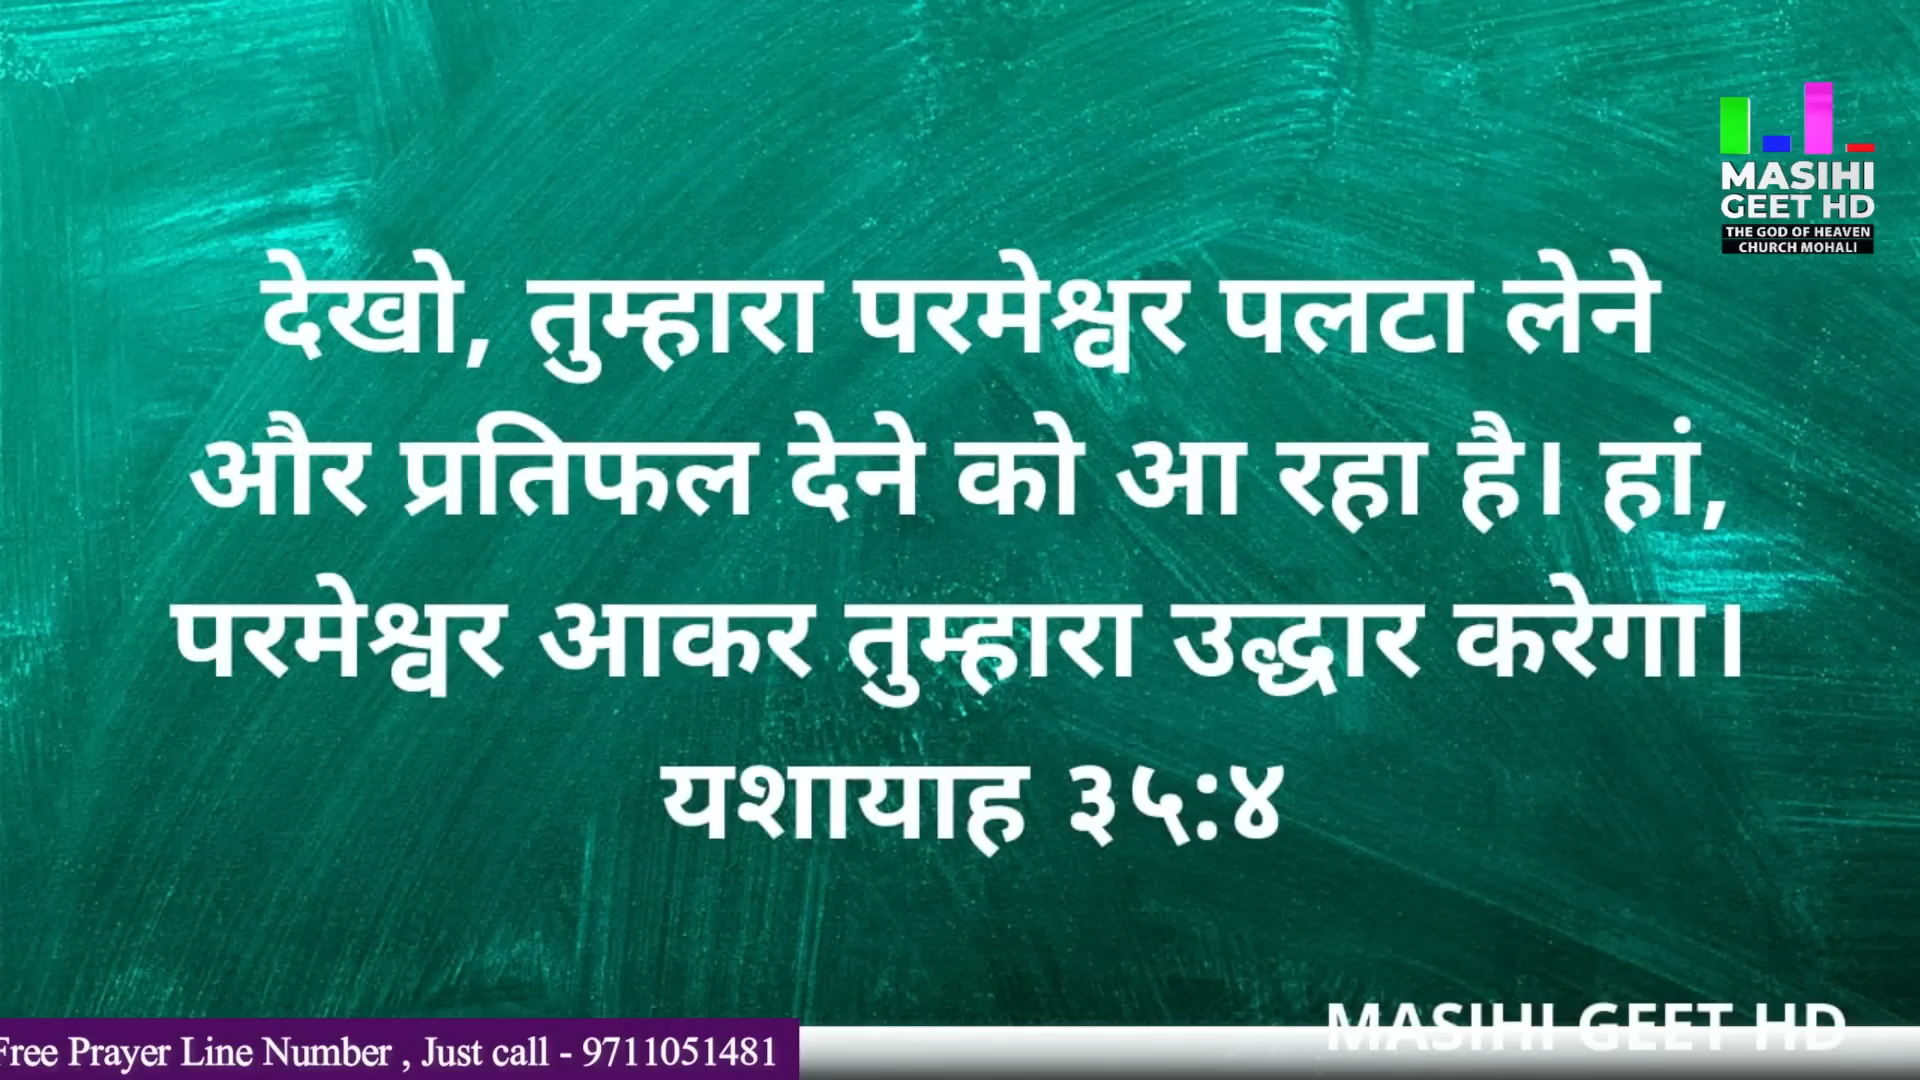 MASIHI
GEET HD
THE GOD OF HEAVEN
CHURCH MOHALI
देखो, तुम्हारा परमेश्वर पलटा लेने
और प्रतिफल देने को आ रहा है। हां,
परमेश्वर आकर तुम्हारा उद्धार करेगा।
यशायाह ३५:४
MASIHI GEET HD
Free Prayer Line Number , Just call - 9711051481